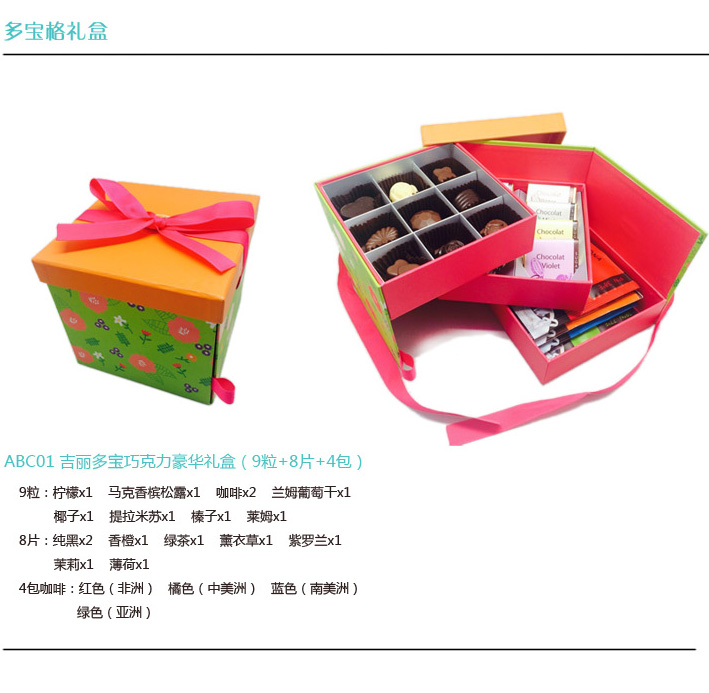 多宝格礼盒
Chocolat
Chocolat
Chocolat
Violet
ABC01 吉丽多宝巧克力豪华礼盒（9粒+8片+4包）
9粒：柠檬x1 马克香槟松露x1 咖啡x2 兰姆葡萄干x1
椰子x1 提拉米苏x1 榛子x1 莱姆x1
8片：纯黑x2 香橙x1 绿茶x1 薰衣草x1 紫罗兰x1
茉莉x1 薄荷x1
4包咖啡：红色（非洲） 橘色（中美洲） 蓝色（南美洲）
绿色（亚洲）